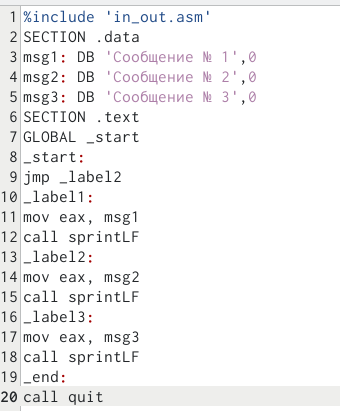 1 %include 'in_out.asm'
2 SECTION .data
3 msg1: DB 'Сообщение № 1',0
4 msg2: DB 'Сообщение № 2',0
5 msg3: DB 'Сообщение № 3',0
6 SECTION .text
7 GLOBAL _start
8 _start:
9 jmp _label2
10 _label1:
11 mov eax, msg1
12 call sprintLF
13 _label2:
14 mov eax, msg2
15 call sprintLF
16 _label3:
17 mov eax, msg3
18 call sprintLF
19 _end:
20 call quit